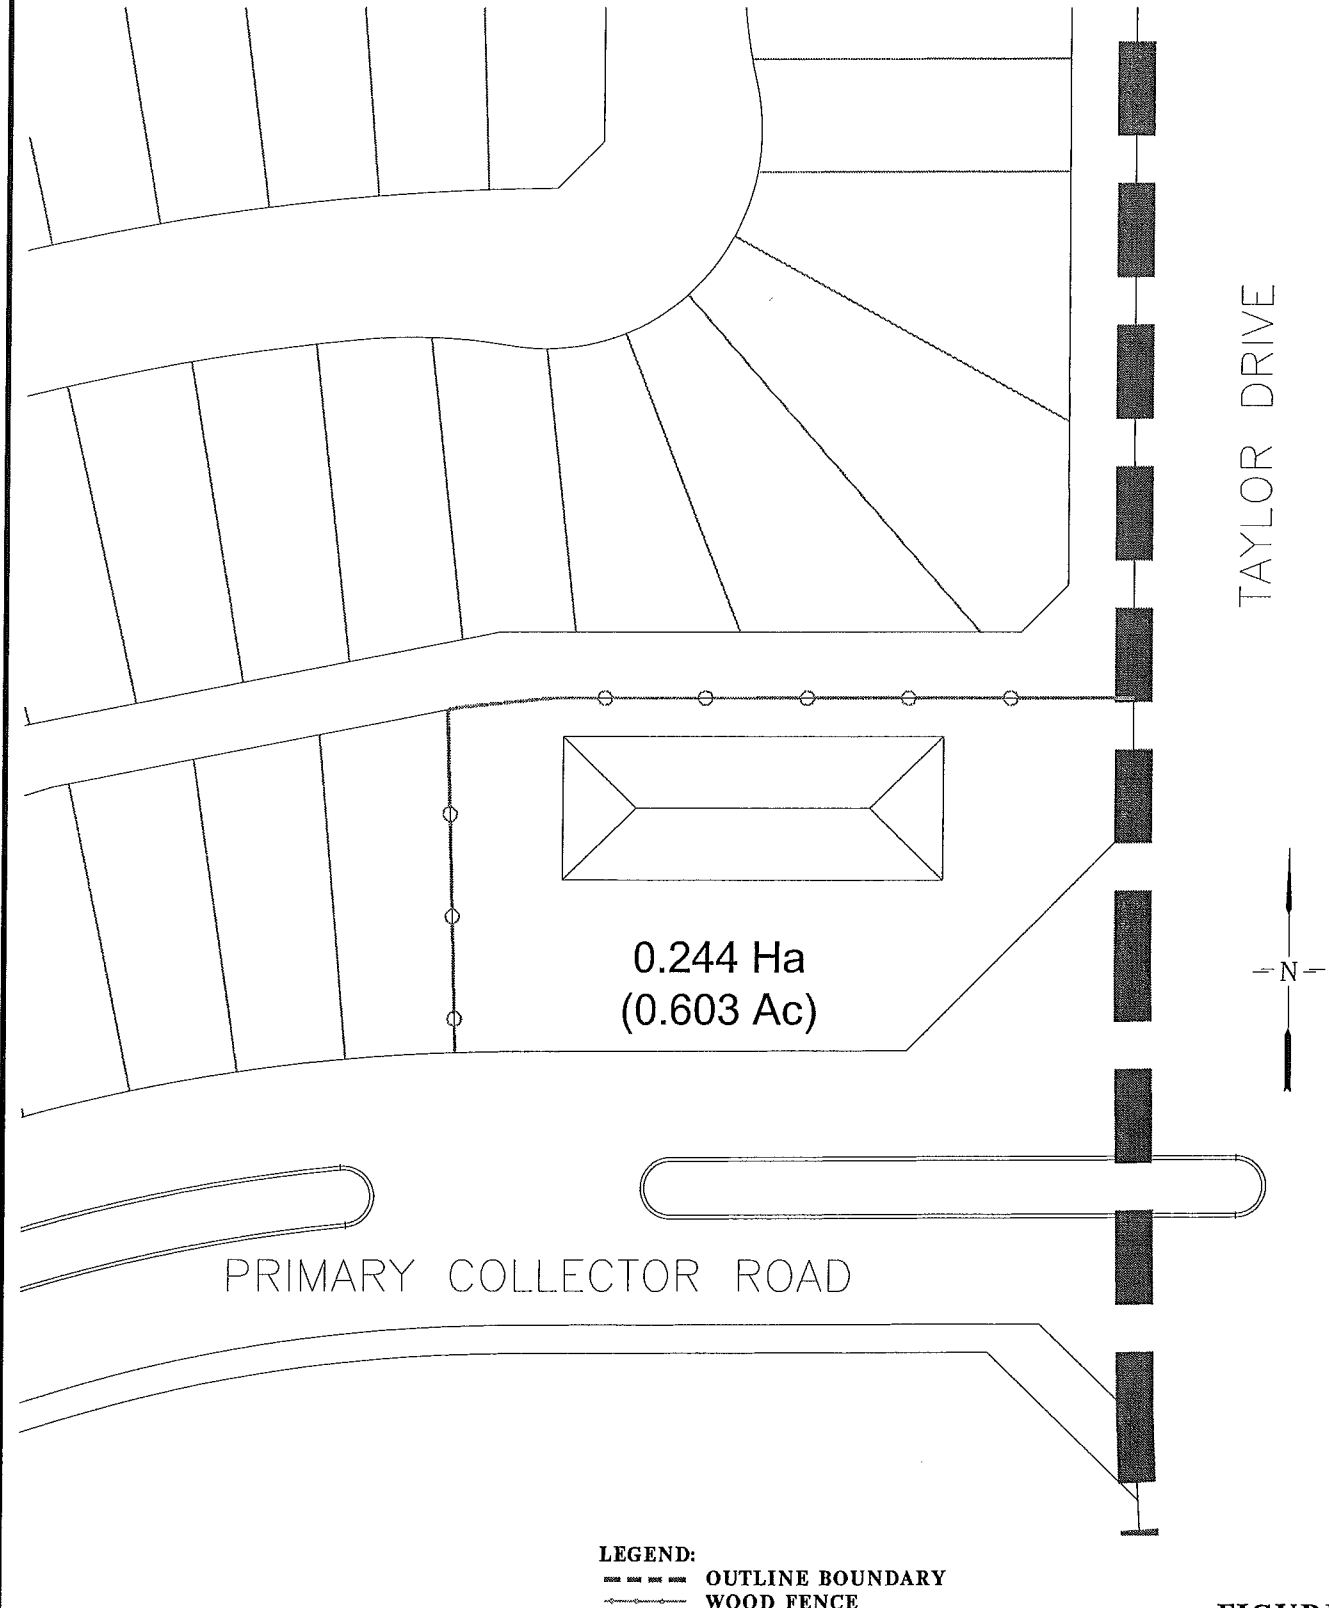 TAYLOR DRIVE
0.244 Ha
(0.603 Ac)
N
PRIMARY COLLECTOR ROAD
LEGEND:
OUTLINE BOUNDARY
WOOD FENCE